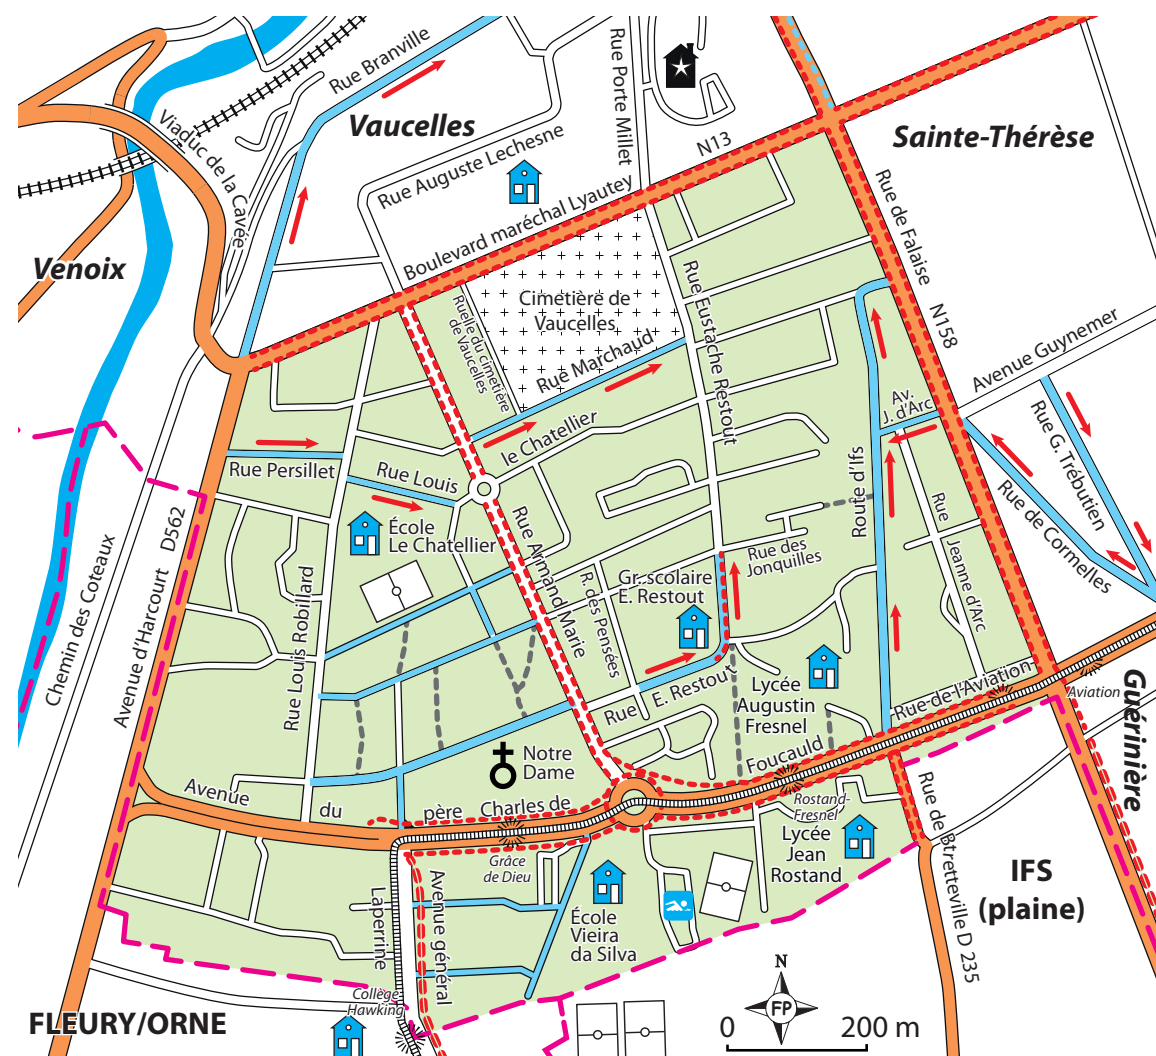 Rue Branville
Vaucelles
Rue Porte Millet
N13
Sainte-Thérèse
Viaduc de la Cavée
Rue Auguste Lechesne
Boulevard maréchal Lyautey
Rue de Falaise
N158
Venoix
Cimetière de
Vaucelles
Ruelle du cimetière
de Vaucelles
Rue Marchaud
Rue Eustache Restout
Avenue Guynemer
Av.
J. d'Arc
Rue G. Trébutien
Rue de Cormelles
le Chatellier
Rue Louis
Rue Persillet
École
Le Chatellier
Route d'Ifs
Rue
Jeanne d'Arc
D562
Avenue d'Harcourt
Chemin des Coteaux
Rue Louis Robillard
Rue Armand Marie
R. des Pensées
Gr. scolaire
E. Restout
Rue des
Jonquilles
Rue E. Restout
Lycée
Augustin
Fresnel
Rue de l'Aviation
Aviation
Guérinière
Notre
Dame
Avenue du père Charles de Foucauld
Rostand-
Fresnel
Lycée
Jean
Rostand
Grâce
de Dieu
Rue de Btretteville D 235
IFS
(plaine)
École
Vieira
da Silva
Avenue général
Laperrine
Collège
Hawking
FLEURY/ORNE
N
FP
0 200 m